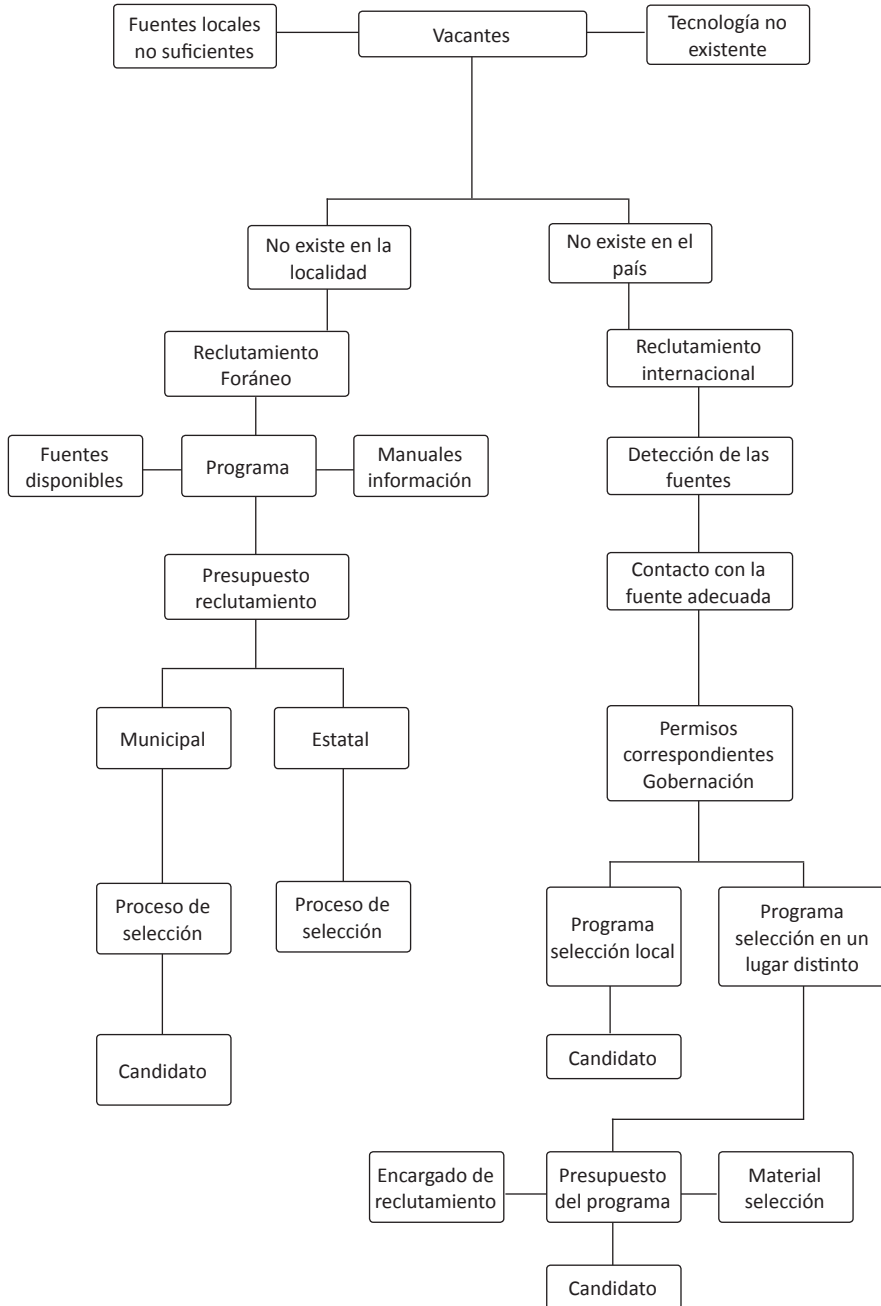 Fuentes locales
no suficientes
Vacantes
Tecnología no
existente
No existe en la
localidad
No existe en el
país
Reclutamiento
Foráneo
Reclutamiento
internacional
Fuentes
disponibles
Programa
Manuales
información
Detección de las
fuentes
Presupuesto
reclutamiento
Contacto con la
fuente adecuada
Municipal
Estatal
Permisos
correspondientes
Gobernación
Proceso de
selección
Proceso de
selección
Programa
selección local
Programa
selección en un
lugar distinto
Candidato
Candidato
Encargado de
reclutamiento
Presupuesto
del programa
Material
selección
Candidato